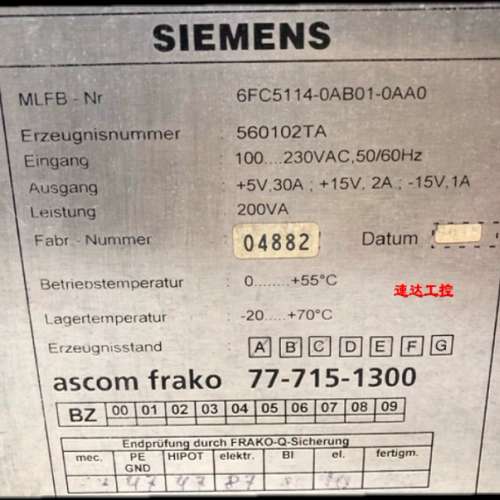 SIEMENS
MLFB - Nr 6FC5114-0AB01-0AA0
Erzeugnisnummer 560102TA
Eingang 100....230VAC,50/60Hz
Ausgang +5V,30A ; +15V, 2A ; -15V,1A
Leistung 200VA
Fabr. - Nummer 04882 Datum
Betriebstemperatur 0........+55°C
速达工控
Lagertemperatur -20.....+70°C
Erzeugnisstand A B C D E F G
ascom frako 77-715-1300
BZ 00 01 02 03 04 05 06 07 08 09
Endprüfung durch FRAKO-Q-Sicherung
mec. PE HIPOT elektr. BI el. fertigm.
GND
47 47 87